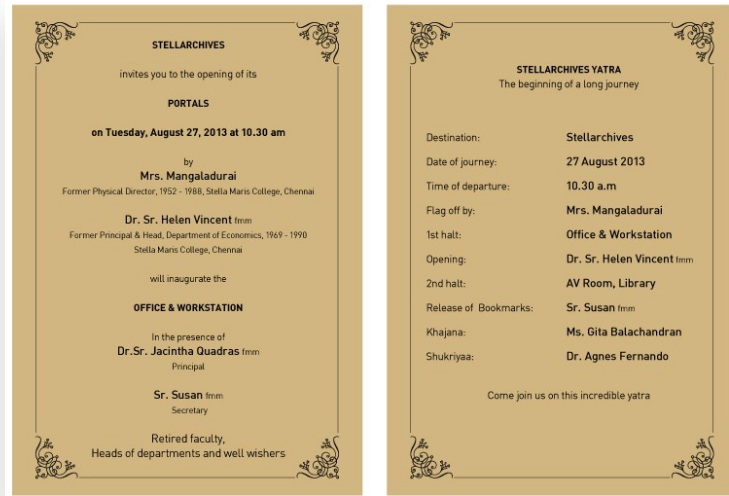 STELLARCHIVES
invites you to the opening of its
PORTALS
on Tuesday, August 27, 2013 at 10.30 am
by
Mrs. Mangaladurai
Former Physical Director, 1952 - 1988, Stella Maris College, Chennai
Dr. Sr. Helen Vincent fmm
Former Principal & Head, Department of Economics, 1969 - 1990
Stella Maris College, Chennai
will inaugurate the
OFFICE & WORKSTATION
In the presence of
Dr.Sr. Jacintha Quadras fmm
Principal
Sr. Susan fmm
Secretary
Retired faculty,
Heads of departments and well wishers
STELLARCHIVES YATRA
The beginning of a long journey
Destination: Stellarchives
Date of journey: 27 August 2013
Time of departure: 10.30 a.m
Flag off by: Mrs. Mangaladurai
1st halt: Office & Workstation
Opening: Dr. Sr. Helen Vincent fmm
2nd halt: AV Room, Library
Release of Bookmarks: Sr. Susan fmm
Khajana: Ms. Gita Balachandran
Shukriyaa: Dr. Agnes Fernando
Come join us on this incredible yatra